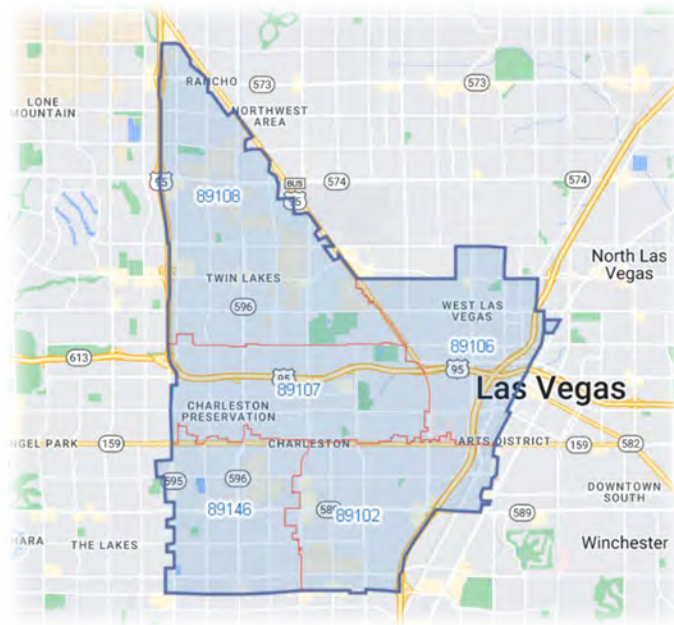 RANCHO
573
573
LONE
MOUNTAIN
NORTHWEST
AREA
95
BUS
95
574
574
89108
North Las
Vegas
TWIN LAKES
596
WEST LAS
VEGAS
89106
613
95
95
89107
Las Vegas
CHARLESTON
PRESERVATION
NGEL PARK
159
CHARLESTON
ARTS DISTRICT
159
582
595
596
DOWNTOWN
SOUTH
89146
89102
589
HARA
THE LAKES
Winchester